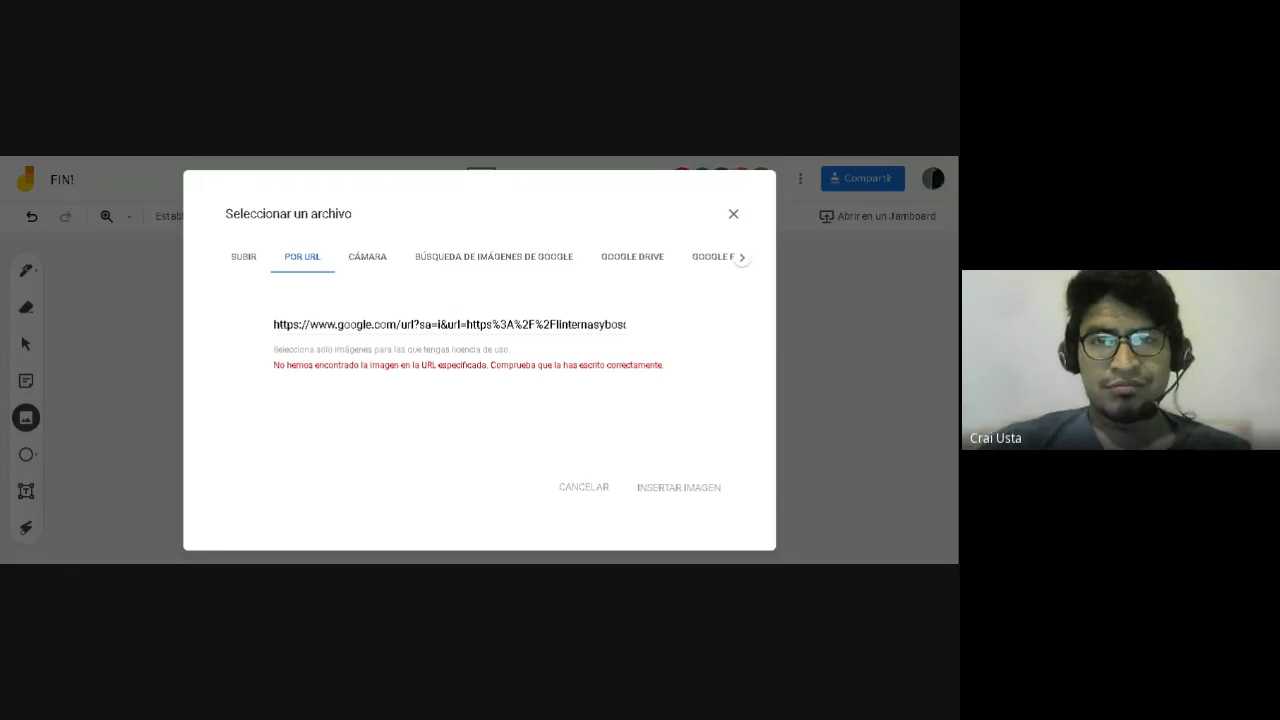 FIN!
Compartir
Abrir en un Jamboard
Seleccionar un archivo
SUBIR
POR URL
CÁMARA
BÚSQUEDA DE IMÁGENES DE GOOGLE
GOOGLE DRIVE
https://www.google.com/url?sa=i&url=https%3A%2F%2Flinternasybosq
Selecciona solo imágenes para las que tengas licencia de uso.
No hemos encontrado la imagen en la URL especificada. Comprueba que la has escrito correctamente.
CANCELAR
INSERTAR IMAGEN
Crai Usta